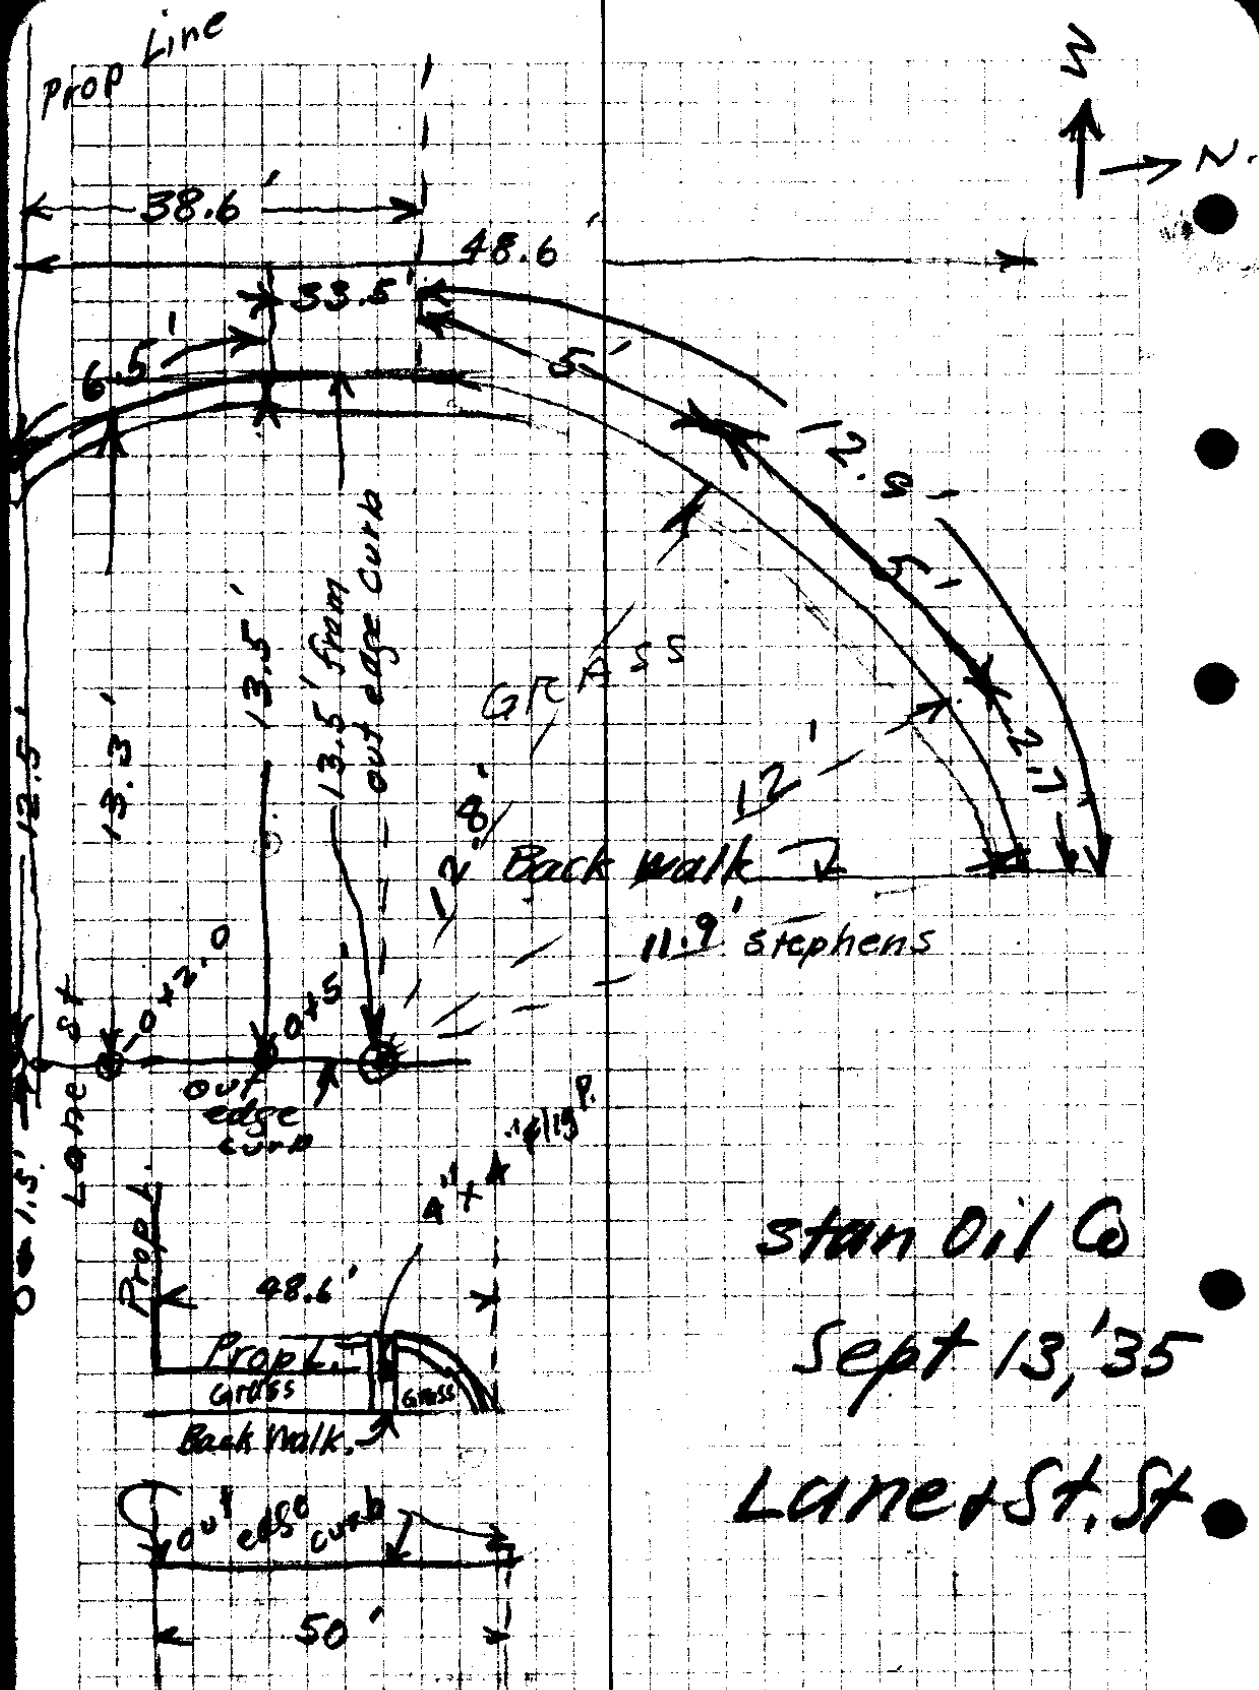 Prop Line
N
N.
38.6'
48.6'
33.5'
6.5'
5'
12.8'
5'
2.7'
12.5'
13.3'
13.5'
13.5' from
out edge curb
GRASS
12.8'
12'
Back walk
11.9' Stephens
Lane St
0+2.0
0+5'
out
edge
curb
1.5'
Prop L.
4" +
48.6'
Prop L.
Grass
Grass
Back Walk.
out edge curb
50'
Stan Oil Co
Sept 13, '35
Lane + St. St